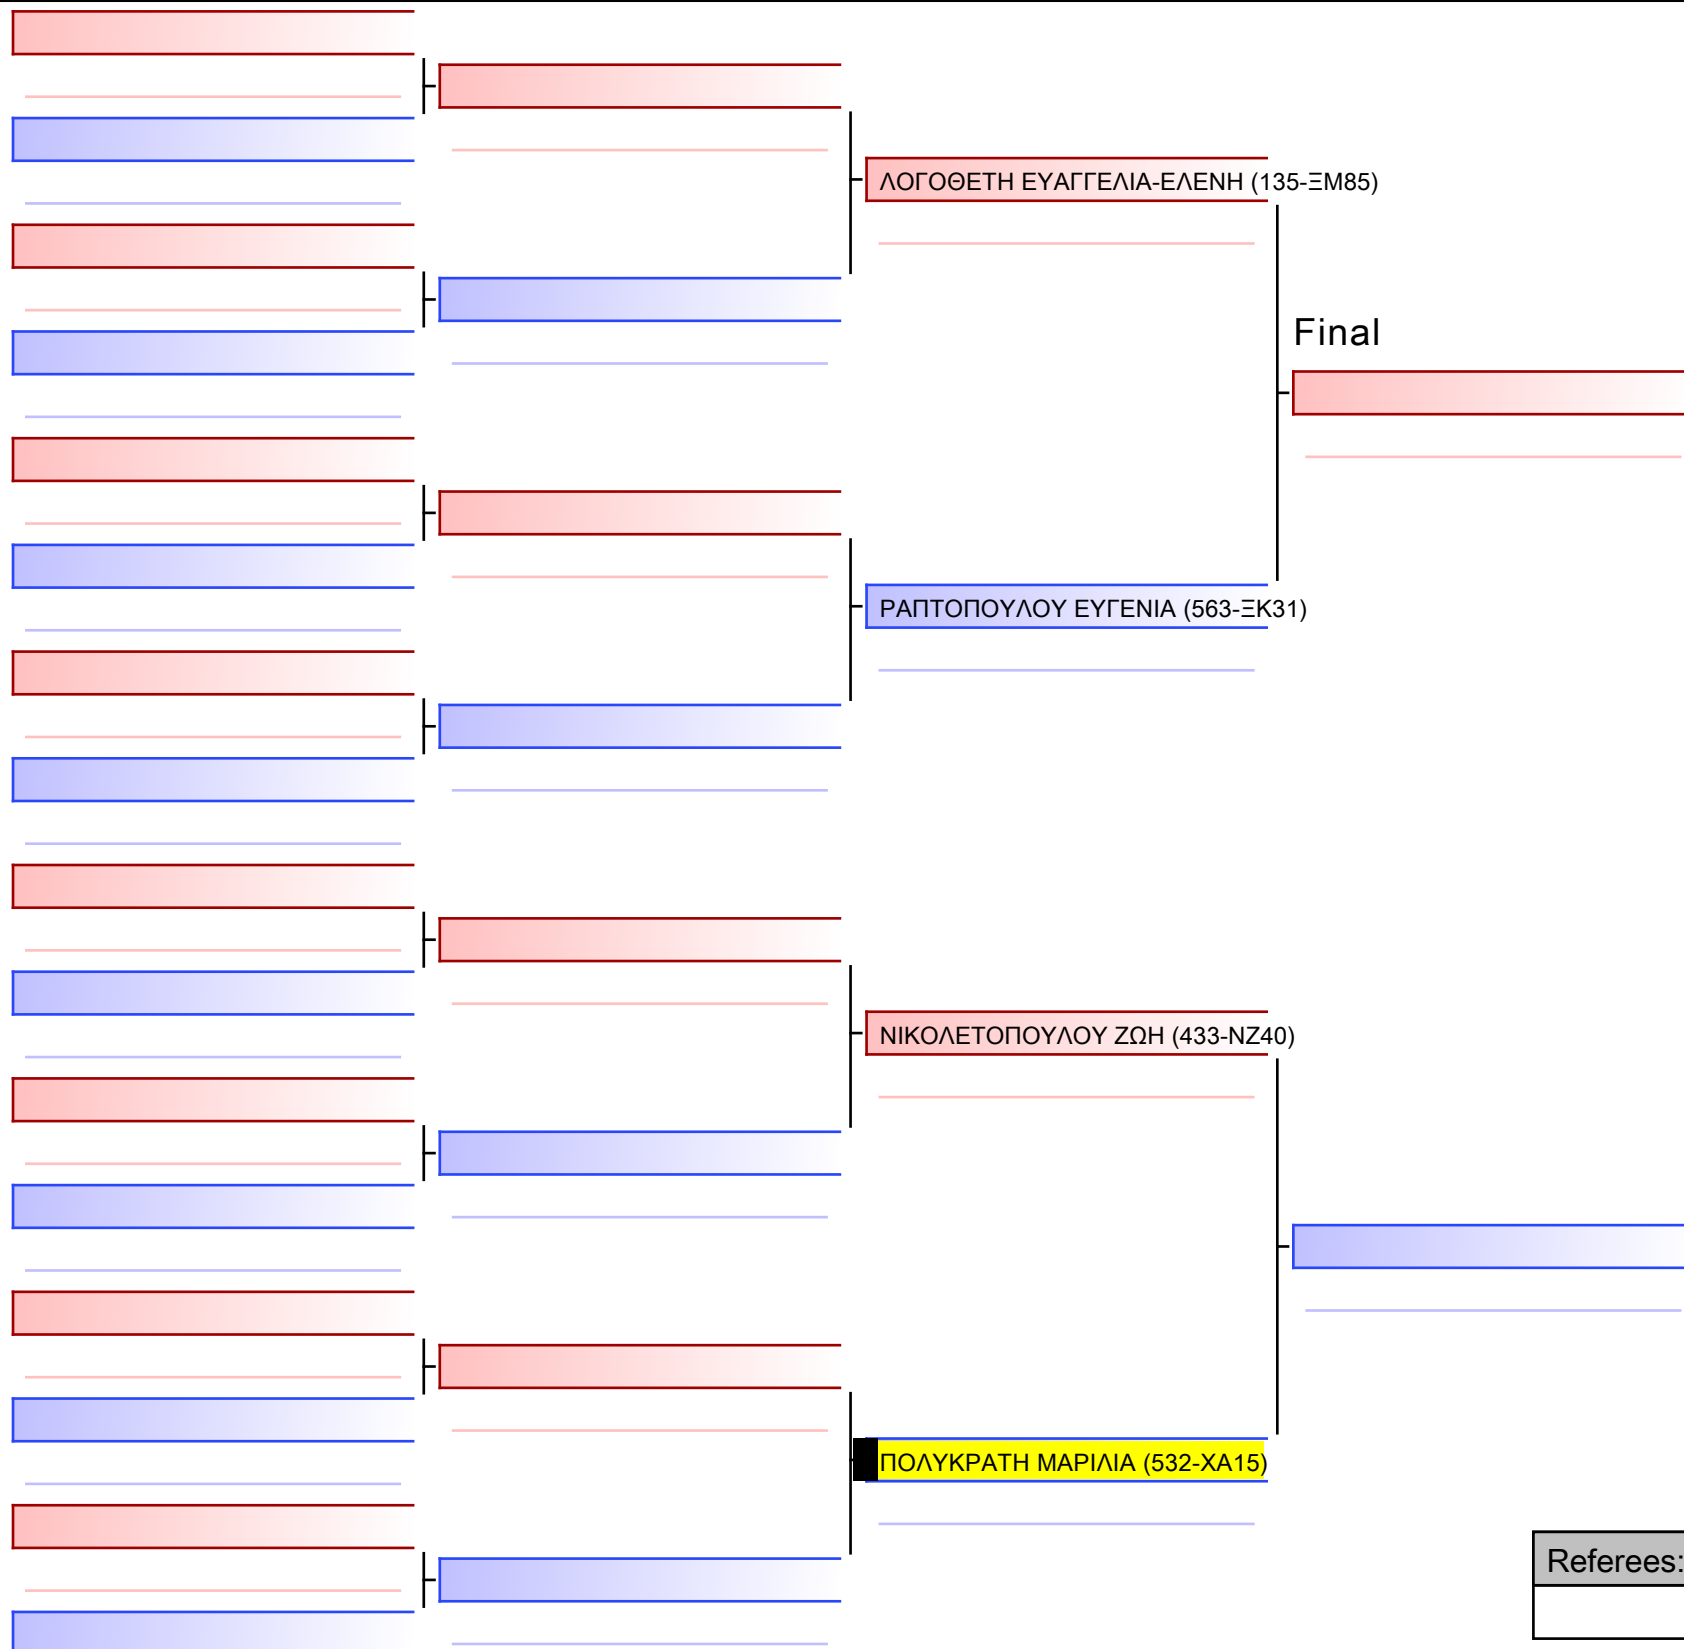 ΛΟΓΟΘΕΤΗ ΕΥΑΓΓΕΛΙΑ-ΕΛΕΝΗ (135-ΞΜ85)
Final
ΡΑΠΤΟΠΟΥΛΟΥ ΕΥΓΕΝΙΑ (563-ΞΚ31)
ΝΙΚΟΛΕΤΟΠΟΥΛΟΥ ΖΩΗ (433-ΝΖ40)
ΠΟΛΥΚΡΑΤΗ ΜΑΡΙΛΙΑ (532-ΧΑ15)
Referees: